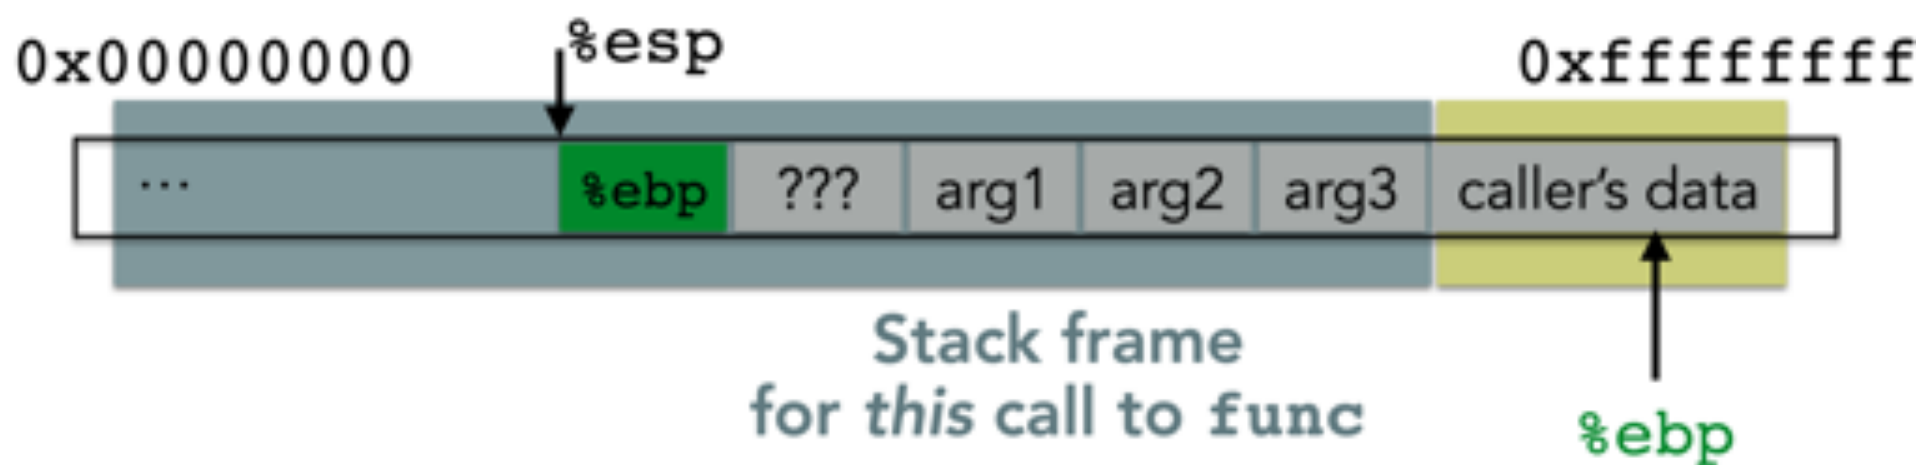 0x00000000 %esp 0xffffffff
... %ebp ??? arg1 arg2 arg3 caller’s data
Stack frame
for this call to func
%ebp